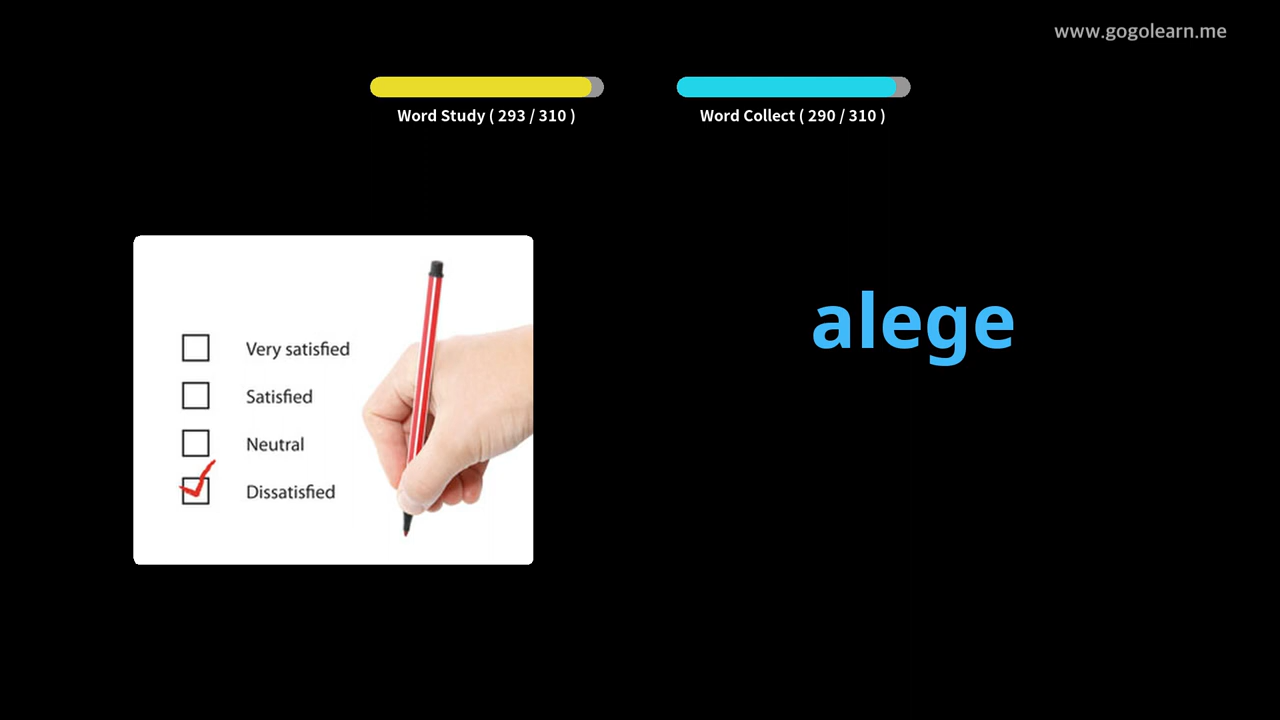 www.gogolearn.me
Word Study ( 293 / 310 )
Word Collect ( 290 / 310 )
Very satisfied
Satisfied
Neutral
Dissatisfied
alege